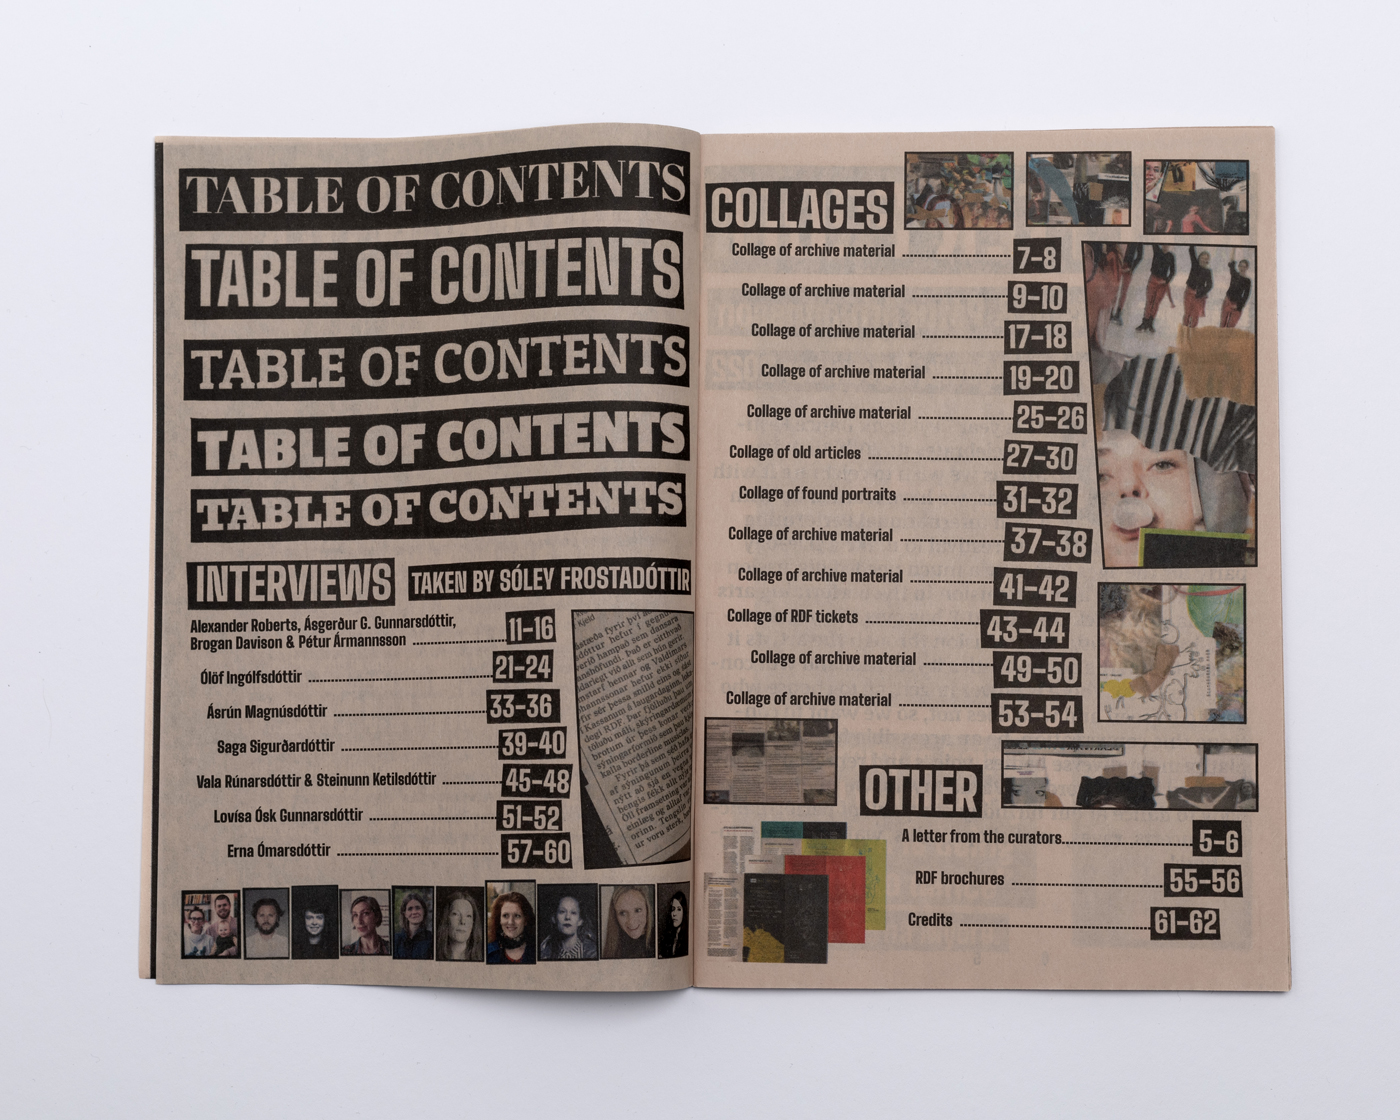 TABLE OF CONTENTS
TABLE OF CONTENTS
TABLE OF CONTENTS
TABLE OF CONTENTS
TABLE OF CONTENTS
INTERVIEWS TAKEN BY SÓLEY FROSTADÓTTIR
Alexander Roberts, Ásgerður G. Gunnarsdóttir,
Brogan Davison & Pétur Ármannsson 11–16
Ólöf Ingólfsdóttir 21–24
Ásrún Magnúsdóttir 33–36
Saga Sigurðardóttir 39–40
Vala Rúnarsdóttir & Steinunn Ketilsdóttir 45–48
Lovísa Ósk Gunnarsdóttir 51–52
Erna Ómarsdóttir 57–60
COLLAGES
Collage of archive material 7–8
Collage of archive material 9–10
Collage of archive material 17–18
Collage of archive material 19–20
Collage of archive material 25–26
Collage of old articles 27–30
Collage of found portraits 31–32
Collage of archive material 37–38
Collage of archive material 41–42
Collage of RDF tickets 43–44
Collage of archive material 49–50
Collage of archive material 53–54
OTHER
A letter from the curators 5–6
RDF brochures 55–56
Credits 61–62